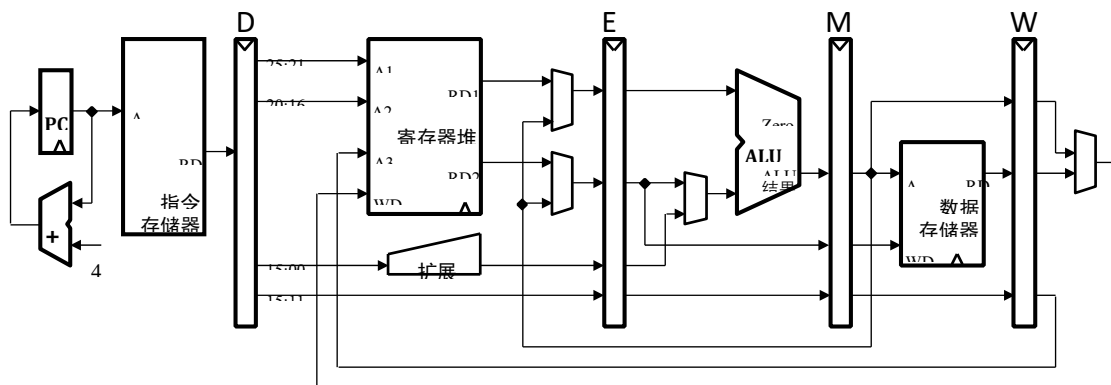 D
E
M
W
25:21
20:16
15:00
15:11
PC
+
4
A
RD
指令
存储器
A1
A2
A3
WD
RD1
RD2
寄存器堆
扩展
Zero
ALU
ALU
结果
A
RD
数据
存储器
WD